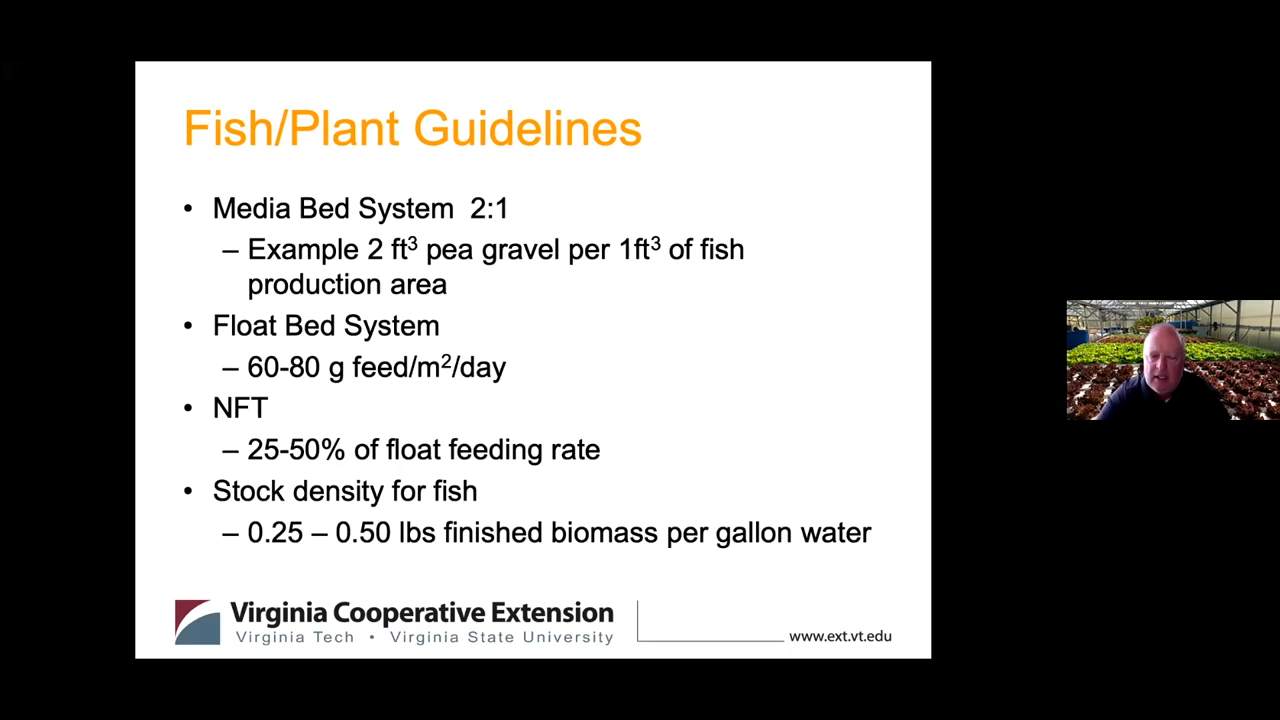 Fish/Plant Guidelines
• Media Bed System 2:1
– Example 2 ft³ pea gravel per 1ft³ of fish
production area
• Float Bed System
– 60-80 g feed/m²/day
• NFT
– 25-50% of float feeding rate
• Stock density for fish
– 0.25 – 0.50 lbs finished biomass per gallon water
Virginia Cooperative Extension
Virginia Tech • Virginia State University
www.ext.vt.edu